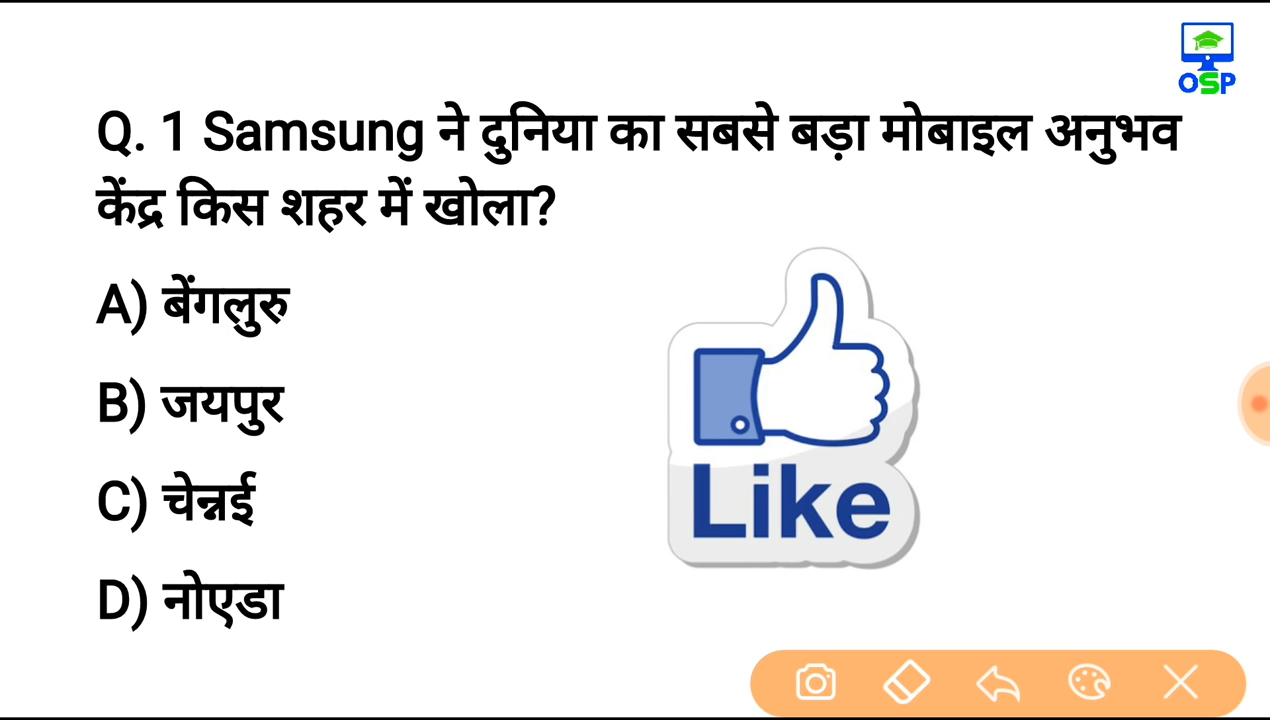 OSP
Q. 1 Samsung ने दुनिया का सबसे बड़ा मोबाइल अनुभव
केंद्र किस शहर में खोला?
A) बेंगलुरु
B) जयपुर
C) चेन्नई
D) नोएडा
Like